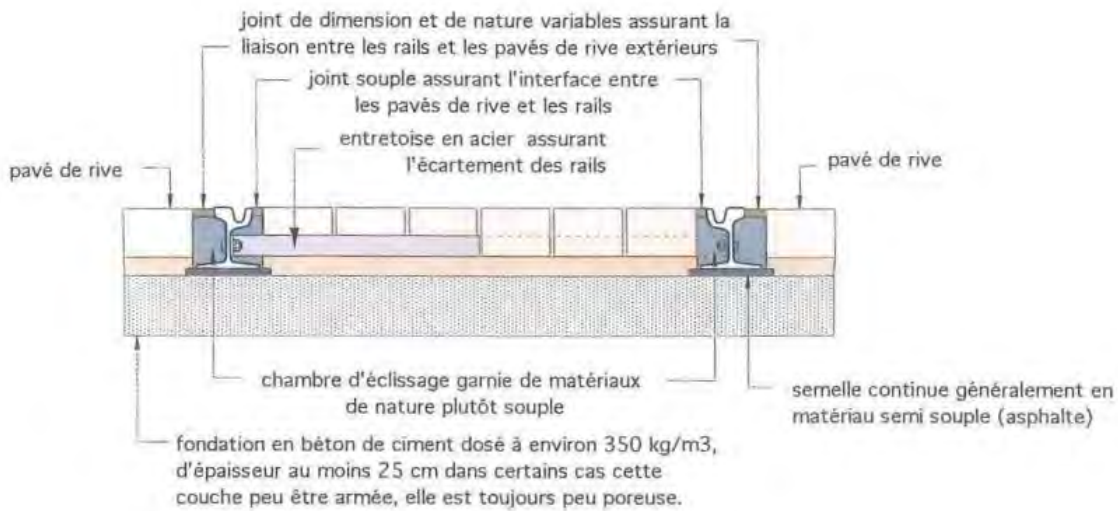 joint de dimension et de nature variables assurant la
liaison entre les rails et les pavés de rive extérieurs
joint souple assurant l'interface entre
les pavés de rive et les rails
entretoise en acier assurant
l'écartement des rails
pavé de rive
pavé de rive
chambre d'éclissage garnie de matériaux
de nature plutôt souple
semelle continue généralement en
matériau semi souple (asphalte)
fondation en béton de ciment dosé à environ 350 kg/m3,
d'épaisseur au moins 25 cm dans certains cas cette
couche peu être armée, elle est toujours peu poreuse.